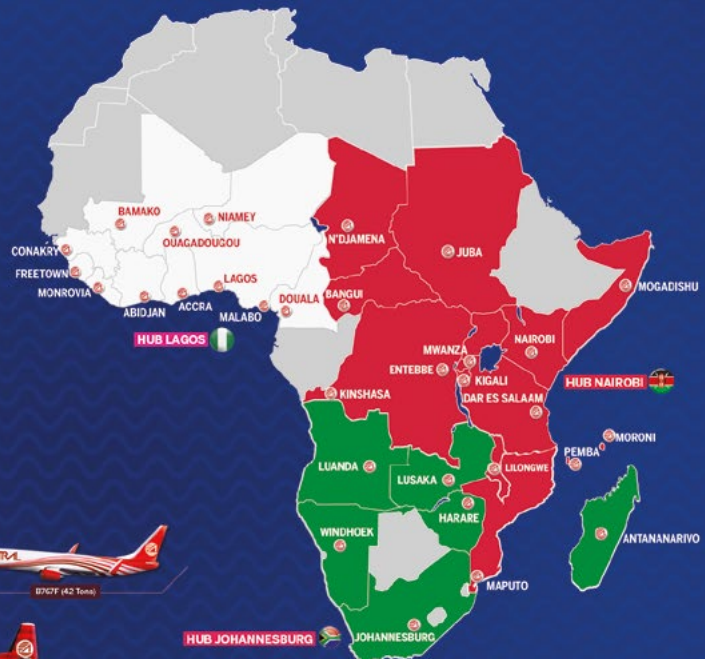 BAMAKO
NIAMEY
OUAGADOUGOU
N'DJAMENA
JUBA
CONAKRY
FREETOWN
MONROVIA
ABIDJAN
ACCRA
LAGOS
MALABO
DOUALA
BANGUI
MOGADISHU
HUB LAGOS
NAIROBI
MWANZA
ENTEBBE
KIGALI
HUB NAIROBI
DAR ES SALAAM
KINSHASA
MORONI
PEMBA
LILONGWE
LUANDA
LUSAKA
HARARE
WINDHOEK
ANTANANARIVO
B767F (42 Tons)
MAPUTO
JOHANNESBURG
HUB JOHANNESBURG